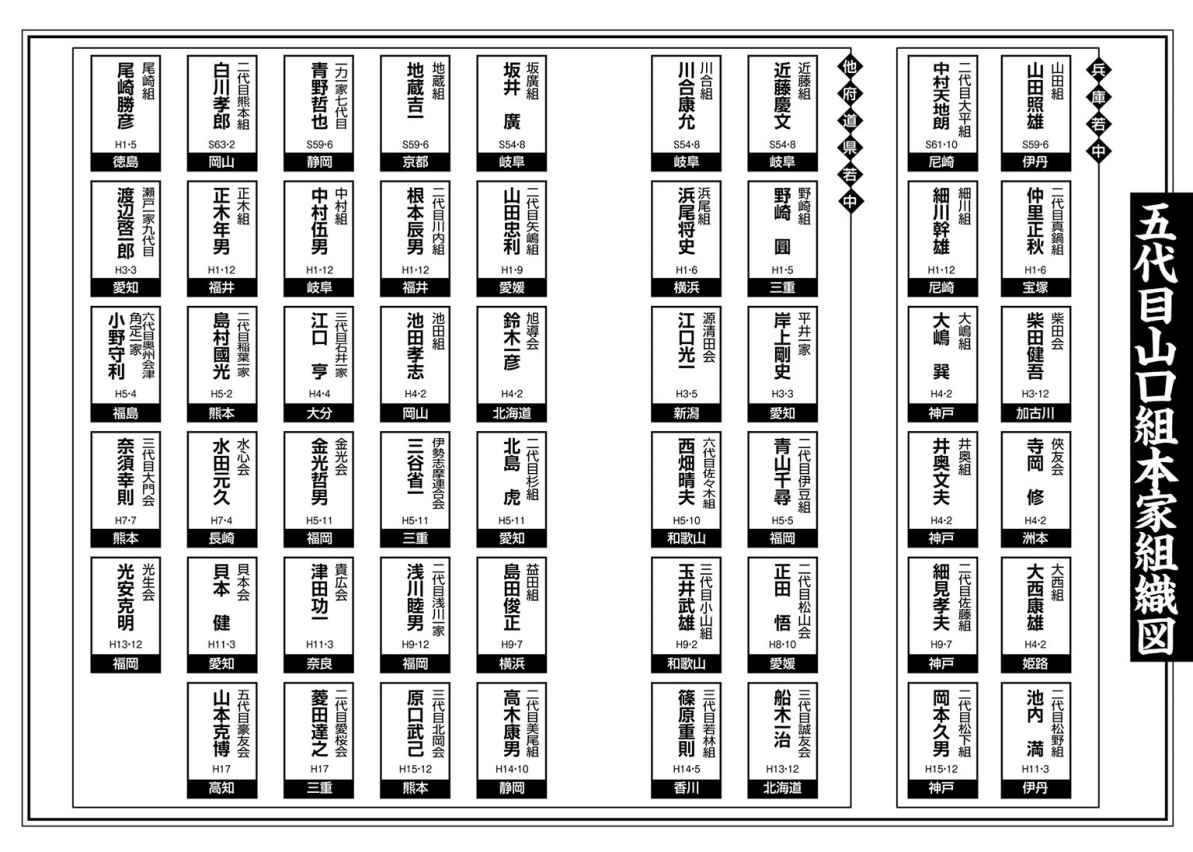 五代目山口組本家組織図
兵庫若中
山田組
山田照雄
S59・6
伊丹
二代目真鍋組
仲里正秋
H1・6
宝塚
柴田会
柴田健吾
H3・12
加古川
俠友会
寺岡 修
H4・2
洲本
大西組
大西康雄
H4・2
姫路
二代目松野組
池内 満
H11・3
伊丹
二代目大平組
中村天地朗
S61・10
尼崎
細川組
細川幹雄
H1・12
尼崎
大嶋組
大嶋 巽
H4・2
神戸
井奥組
井奥文夫
H4・2
神戸
二代目佐藤組
細見孝夫
H9・7
神戸
二代目松下組
岡本久男
H15・12
神戸
他府道県若中
近藤組
近藤慶文
S54・8
岐阜
野崎組
野崎 圓
H1・5
三重
平井一家
岸上剛史
H3・3
愛知
二代目伊豆組
青山千尋
H5・5
福岡
二代目松山会
正田 悟
H8・10
愛媛
三代目誠友会
船木一治
H13・12
北海道
川合組
川合康允
S54・8
岐阜
浜尾組
浜尾将史
H1・6
横浜
源清田会
江口光一
H3・5
新潟
六代目佐々木組
西畑晴夫
H5・10
和歌山
三代目小山組
玉井武雄
H9・2
和歌山
三代目若林組
篠原重則
H14・5
香川
坂廣組
坂井 廣
S54・8
岐阜
二代目矢嶋組
山田忠利
H1・9
愛媛
旭導会
鈴木一彦
H4・2
北海道
二代目杉組
北島 虎
H5・11
愛知
益田組
島田俊正
H9・7
横浜
二代目美尾組
高木康男
H14・10
静岡
地蔵組
地蔵吉一
S59・6
京都
二代目川内組
根本辰男
H1・12
福井
池田組
池田孝志
H4・2
岡山
伊勢志摩連合会
三谷省一
H5・11
三重
二代目浅川一家
浅川睦男
H9・12
福岡
三代目北岡会
原口武己
H15・12
熊本
一力一家七代目
青野哲也
S59・6
静岡
中村組
中村伍男
H1・12
岐阜
三代目石井一家
江口 亨
H4・4
大分
金光会
金光哲男
H5・11
福岡
貴広会
津田功一
H11・3
奈良
二代目愛桜会
菱田達之
H17
三重
二代目熊本組
白川孝郎
S63・2
岡山
正木組
正木年男
H1・12
福井
二代目稲葉一家
島村國光
H5・2
熊本
水心会
水田元久
H7・4
長崎
貝本会
貝本 健
H11・3
愛知
五代目豪友会
山本克博
H17
高知
尾崎組
尾崎勝彦
H1・5
徳島
瀬戸一家九代目
渡辺啓一郎
H3・3
愛知
六代目奥州会津
角定一家
小野守利
H5・4
福島
三代目大門会
奈須幸則
H7・7
熊本
光生会
光安克明
H13・12
福岡